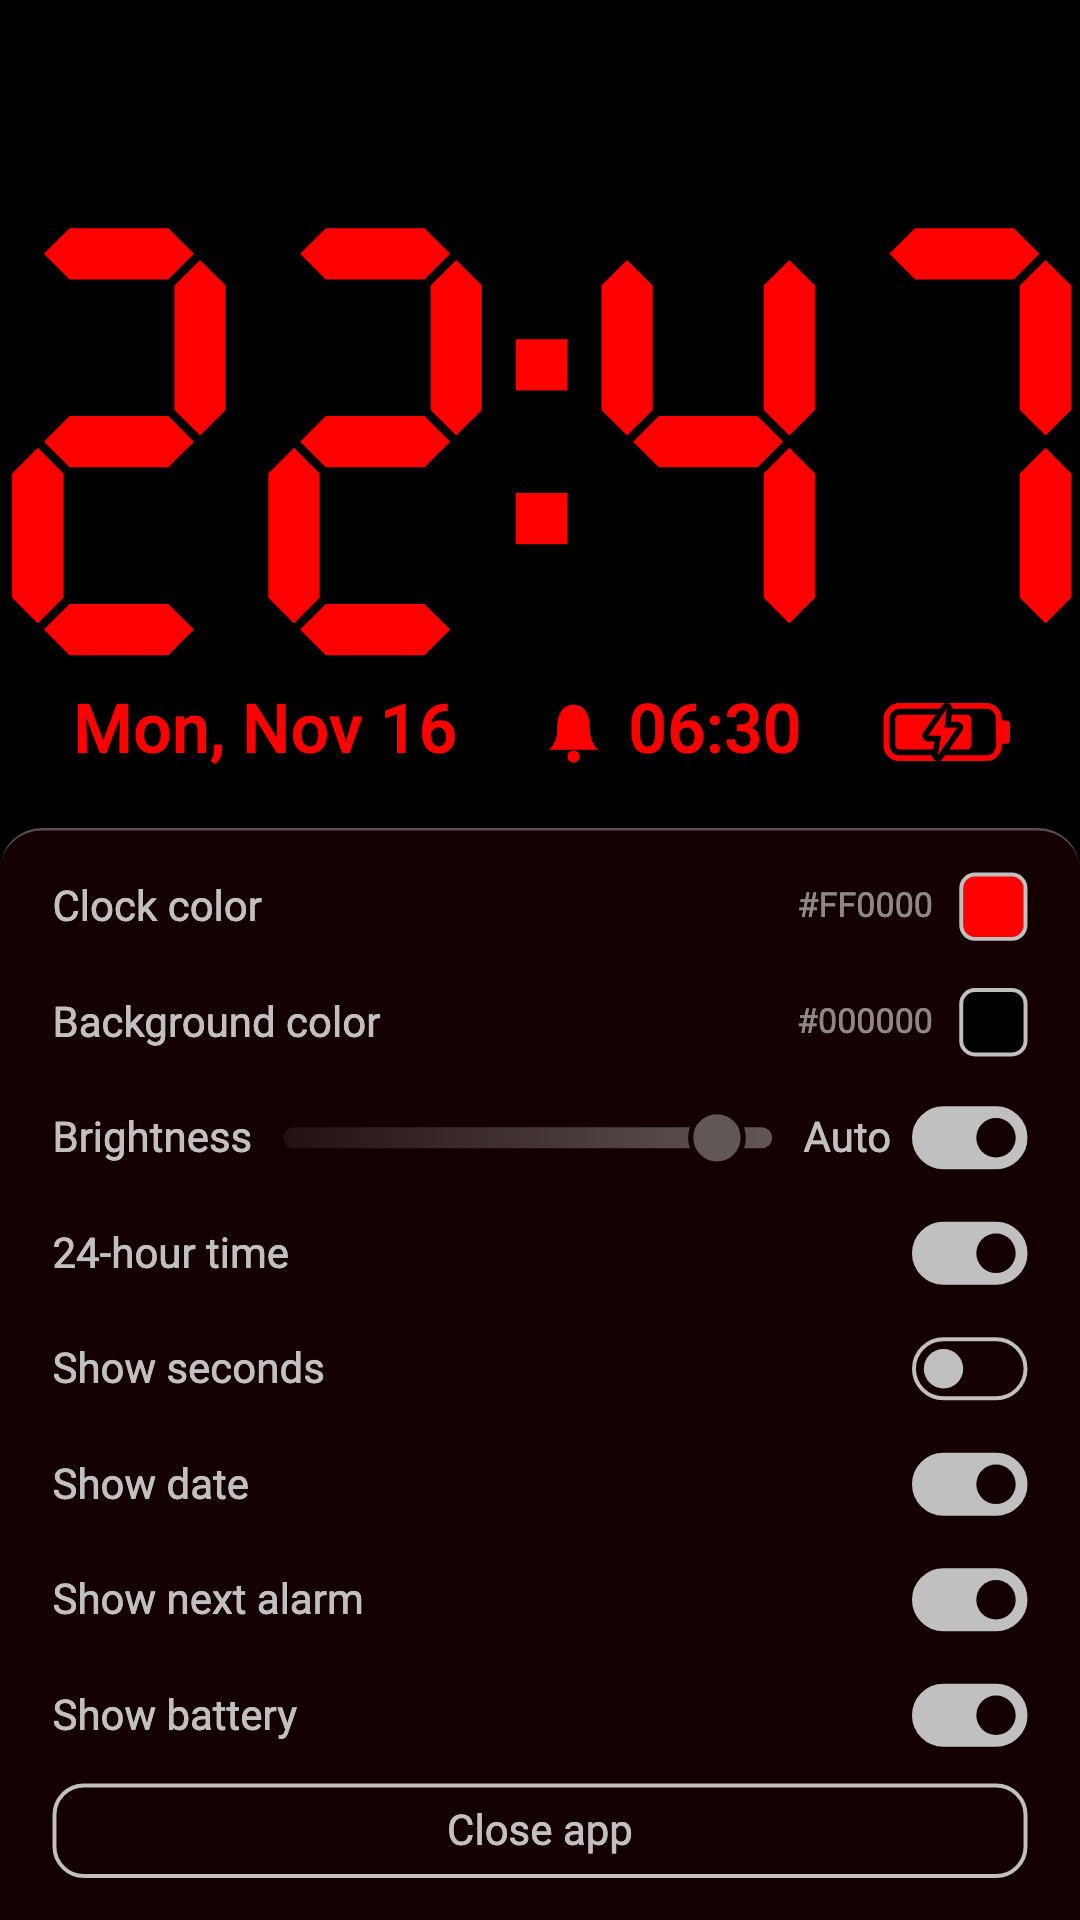 22:47
Mon, Nov 16 06:30
Clock color #FF0000
Background color #000000
Brightness Auto
24-hour time
Show seconds
Show date
Show next alarm
Show battery
Close app